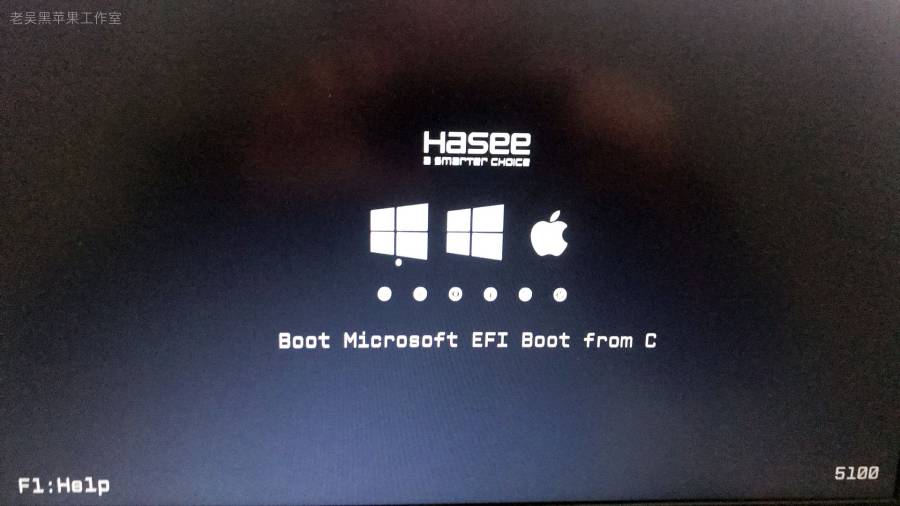 老吴黑苹果工作室
Hasee
a smarter choice
Boot Microsoft EFI Boot from C
F1:Help
5100